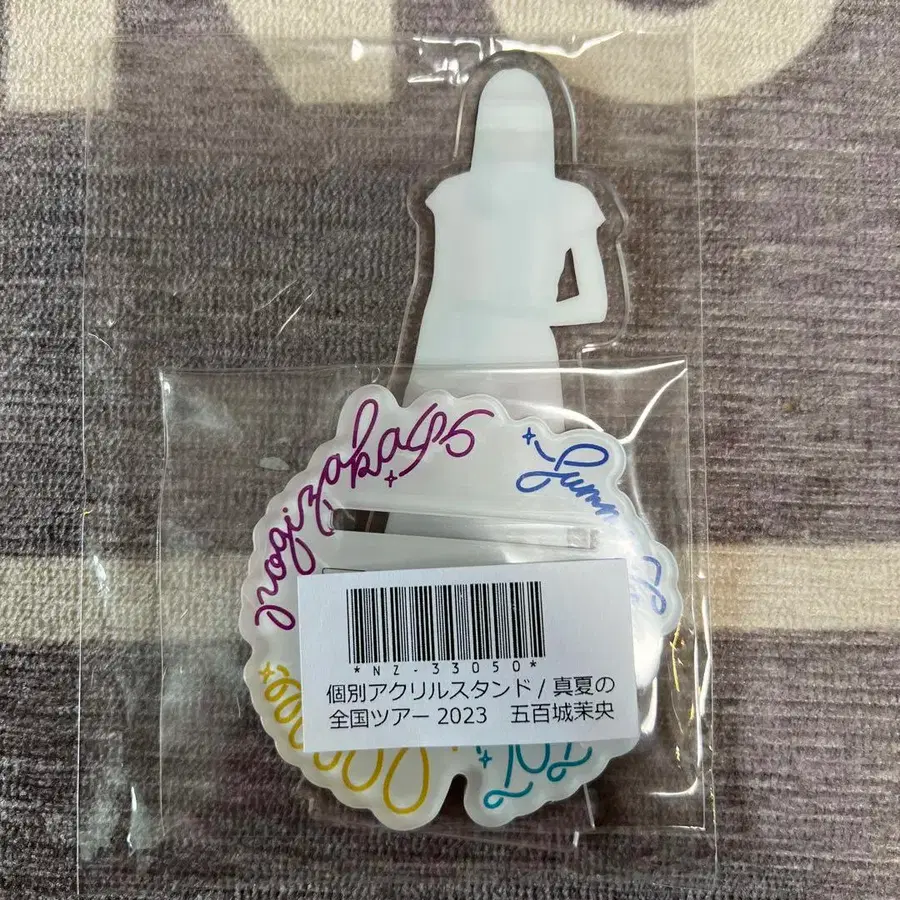 Nogizaka46
Summ
*NZ-33050*
個別アクリルスタンド / 真夏の
全国ツアー 2023　五百城茉央